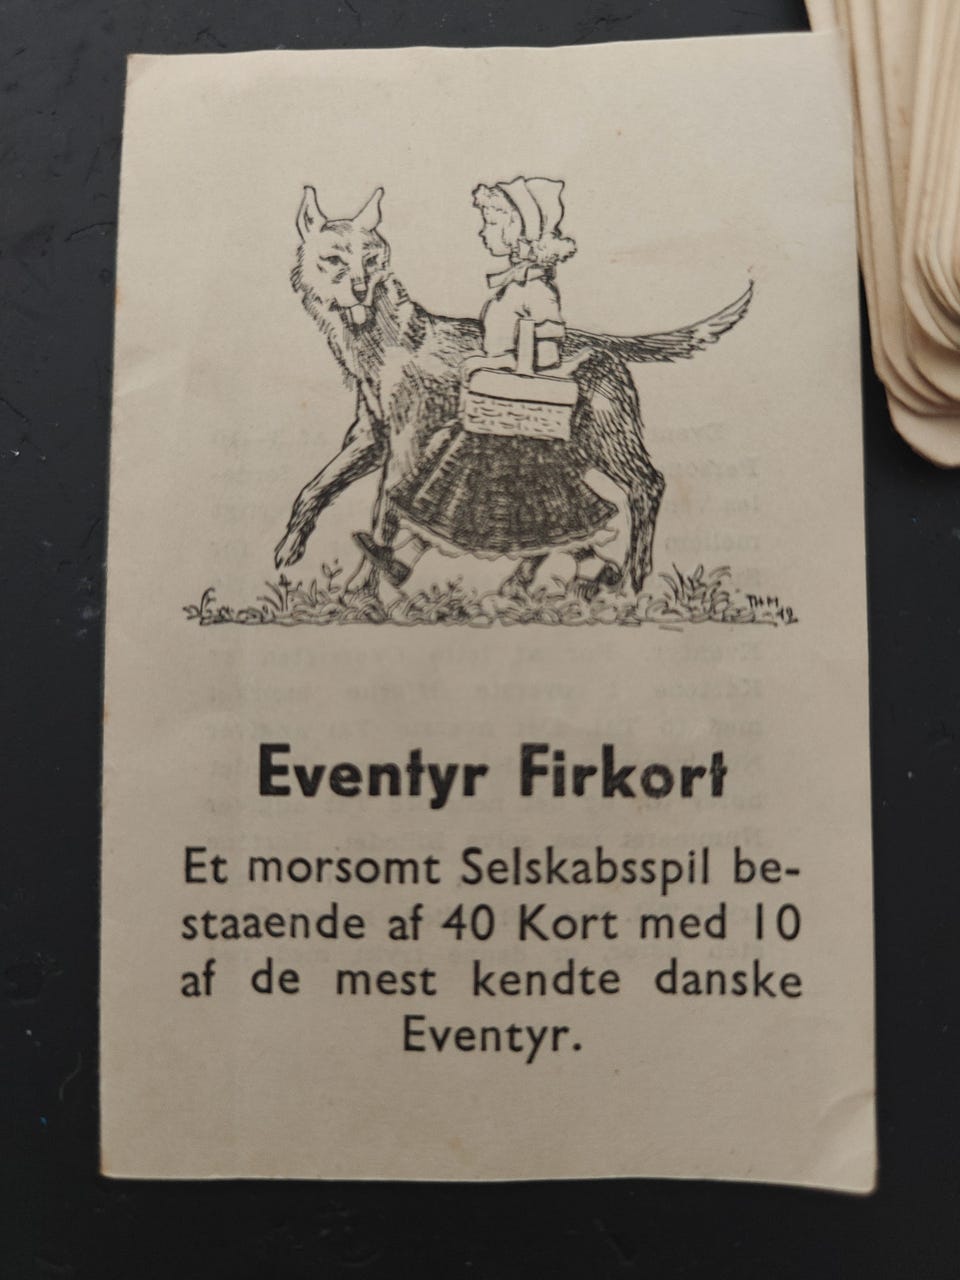 Eventyr Firkort
Et morsomt Selskabsspil be-
staaende af 40 Kort med 10
af de mest kendte danske
Eventyr.